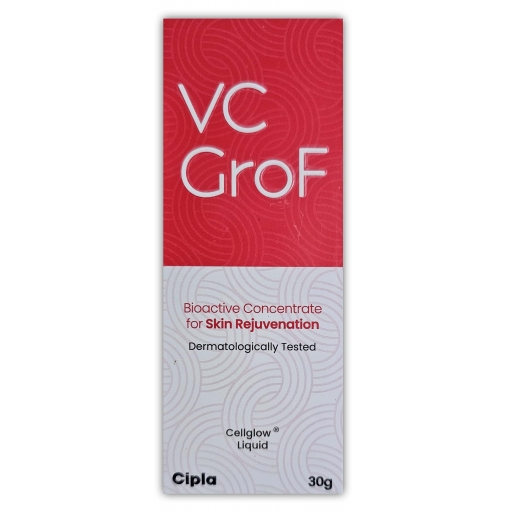 VC
GroF
Bioactive Concentrate
for Skin Rejuvenation
Dermatologically Tested
Cellglow®
Liquid
Cipla 30g